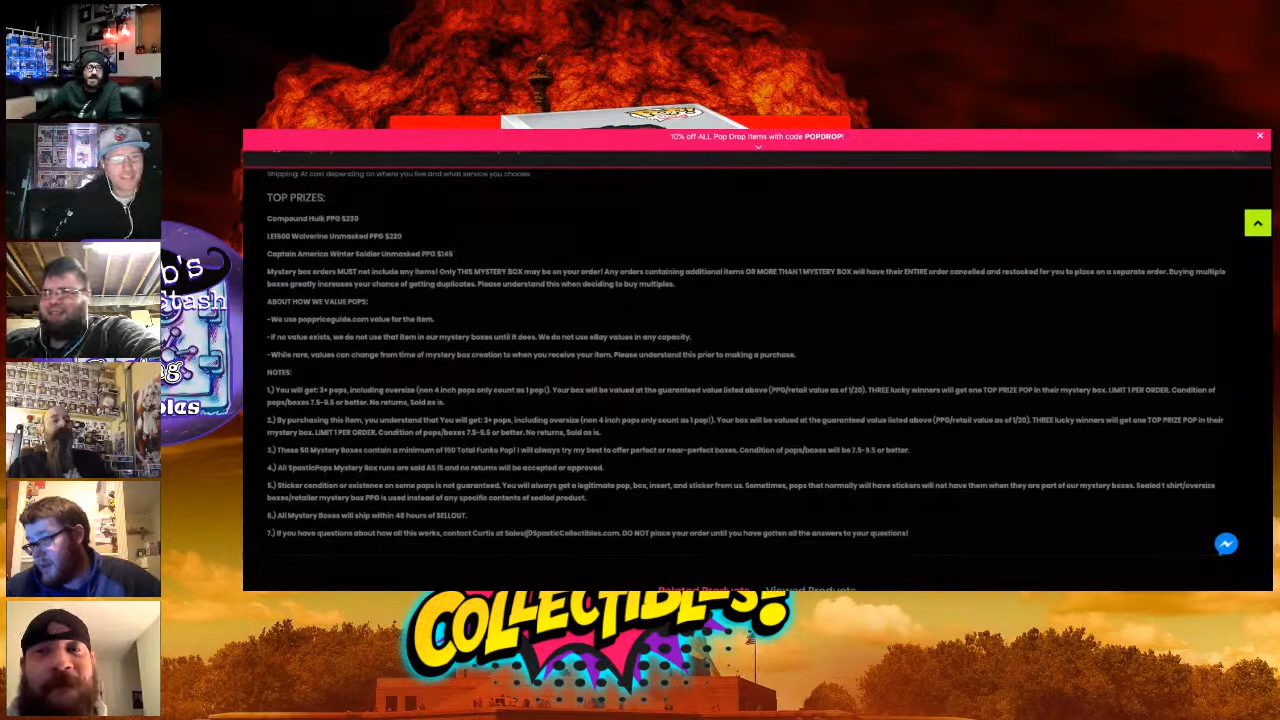 10% off ALL Pop Drop items with code POPDROP!
Shipping: At cost depending on where you live and what service you choose.
TOP PRIZES:
Compound Hulk PPG $230
LE1500 Wolverine Unmasked PPG $220
Captain America Winter Soldier Unmasked PPG $145
Mystery box orders MUST not include any items! Only THIS MYSTERY BOX may be on your order! Any orders containing additional items OR MORE THAN 1 MYSTERY BOX will have their ENTIRE order cancelled and restocked for you to place on a separate order. Buying multiple
boxes greatly increases your chance of getting duplicates. Please understand this when deciding to buy multiples.
ABOUT HOW WE VALUE POPS:
-We use poppriceguide.com value for the item.
-If no value exists, we do not use that item in our mystery boxes until it does. We do not use eBay values in any capacity.
-While rare, values can change from time of mystery box creation to when you receive your item. Please understand this prior to making a purchase.
NOTES:
1.) You will get: 3+ pops, including oversize (non 4 inch pops only count as 1 pop!). Your box will be valued at the guaranteed value listed above (PPG/retail value as of 1/20). THREE lucky winners will get one TOP PRIZE POP in their mystery box. LIMIT 1 PER ORDER. Condition of
pops/boxes 7.5-9.5 or better. No returns, Sold as is.
2.) By purchasing this item, you understand that You will get: 3+ pops, including oversize (non 4 inch pops only count as 1 pop!). Your box will be valued at the guaranteed value listed above (PPG/retail value as of 1/20). THREE lucky winners will get one TOP PRIZE POP in their
mystery box. LIMIT 1 PER ORDER. Condition of pops/boxes 7.5-9.5 or better. No returns, Sold as is.
3.) These 50 Mystery Boxes contain a minimum of 150 Total Funko Pop! I will always try my best to offer perfect or near-perfect boxes. Condition of pops/boxes will be 7.5-9.5 or better.
4.) All SpasticPops Mystery Box runs are sold AS IS and no returns will be accepted or approved.
5.) Sticker condition or existence on some pops is not guaranteed. You will always get a legitimate pop, box, insert, and sticker from us. Sometimes, pops that normally will have stickers will not have them when they are part of our mystery boxes. Sealed t shirt/oversize
boxes/retailer mystery box PPG is used instead of any specific contents of sealed product.
6.) All Mystery Boxes will ship within 48 hours of SELLOUT.
7.) If you have questions about how all this works, contact Curtis at Sales@SpasticCollectibles.com. DO NOT place your order until you have gotten all the answers to your questions!
Related Products Viewed Products
COLLECTIBLES!